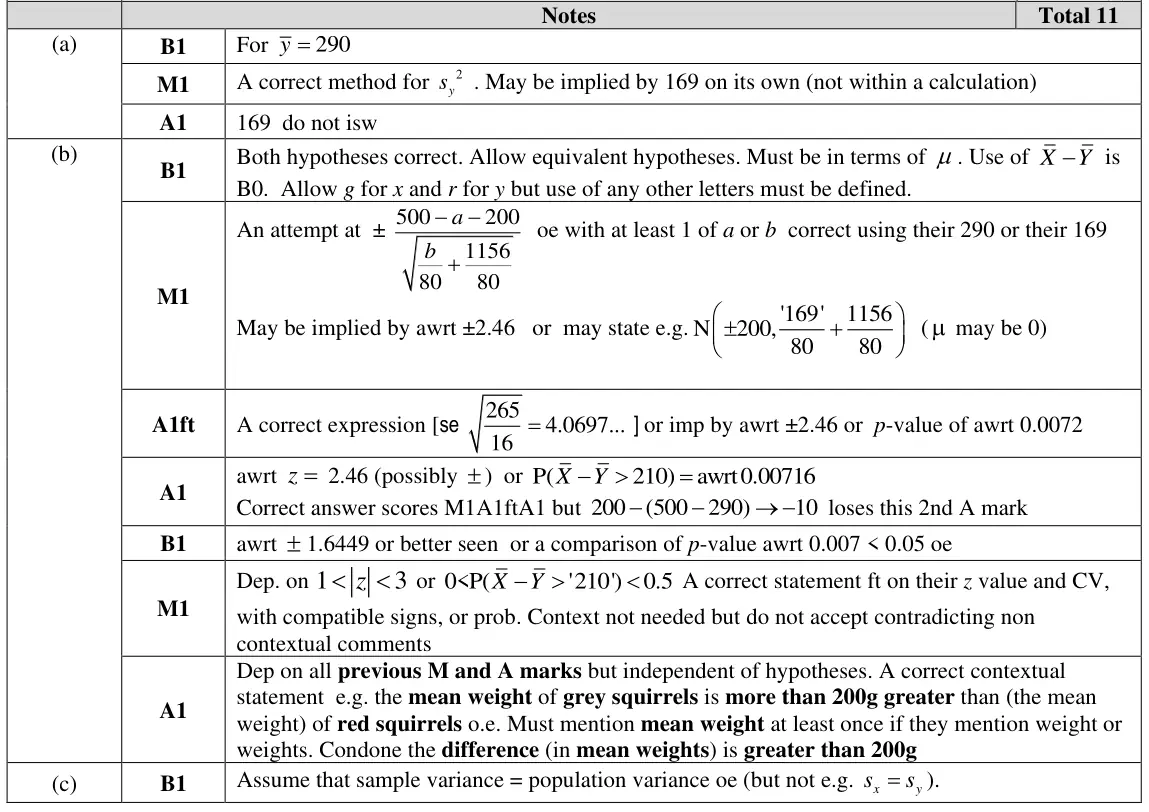 Notes Total 11
(a) B1 For y̅ = 290
M1 A correct method for s_y² . May be implied by 169 on its own (not within a calculation)
A1 169 do not isw
(b) B1 Both hypotheses correct. Allow equivalent hypotheses. Must be in terms of μ . Use of X̅ − Y̅ is
B0. Allow g for x and r for y but use of any other letters must be defined.
M1 An attempt at ± (500 − a − 200) / √(b/80 + 1156/80) oe with at least 1 of a or b correct using their 290 or their 169
May be implied by awrt ±2.46 or may state e.g. N(±200, '169'/80 + 1156/80) (μ may be 0)
A1ft A correct expression [se √(265/16) = 4.0697... ] or imp by awrt ±2.46 or p-value of awrt 0.0072
A1 awrt z = 2.46 (possibly ±) or P(X̅ − Y̅ > 210) = awrt0.00716
Correct answer scores M1A1ftA1 but 200 − (500 − 290) → −10 loses this 2nd A mark
B1 awrt ± 1.6449 or better seen or a comparison of p-value awrt 0.007 < 0.05 oe
M1 Dep. on 1 < |z| < 3 or 0<P(X̅ − Y̅ > '210') < 0.5 A correct statement ft on their z value and CV,
with compatible signs, or prob. Context not needed but do not accept contradicting non
contextual comments
A1 Dep on all previous M and A marks but independent of hypotheses. A correct contextual
statement e.g. the mean weight of grey squirrels is more than 200g greater than (the mean
weight) of red squirrels o.e. Must mention mean weight at least once if they mention weight or
weights. Condone the difference (in mean weights) is greater than 200g
(c) B1 Assume that sample variance = population variance oe (but not e.g. s_x = s_y ).